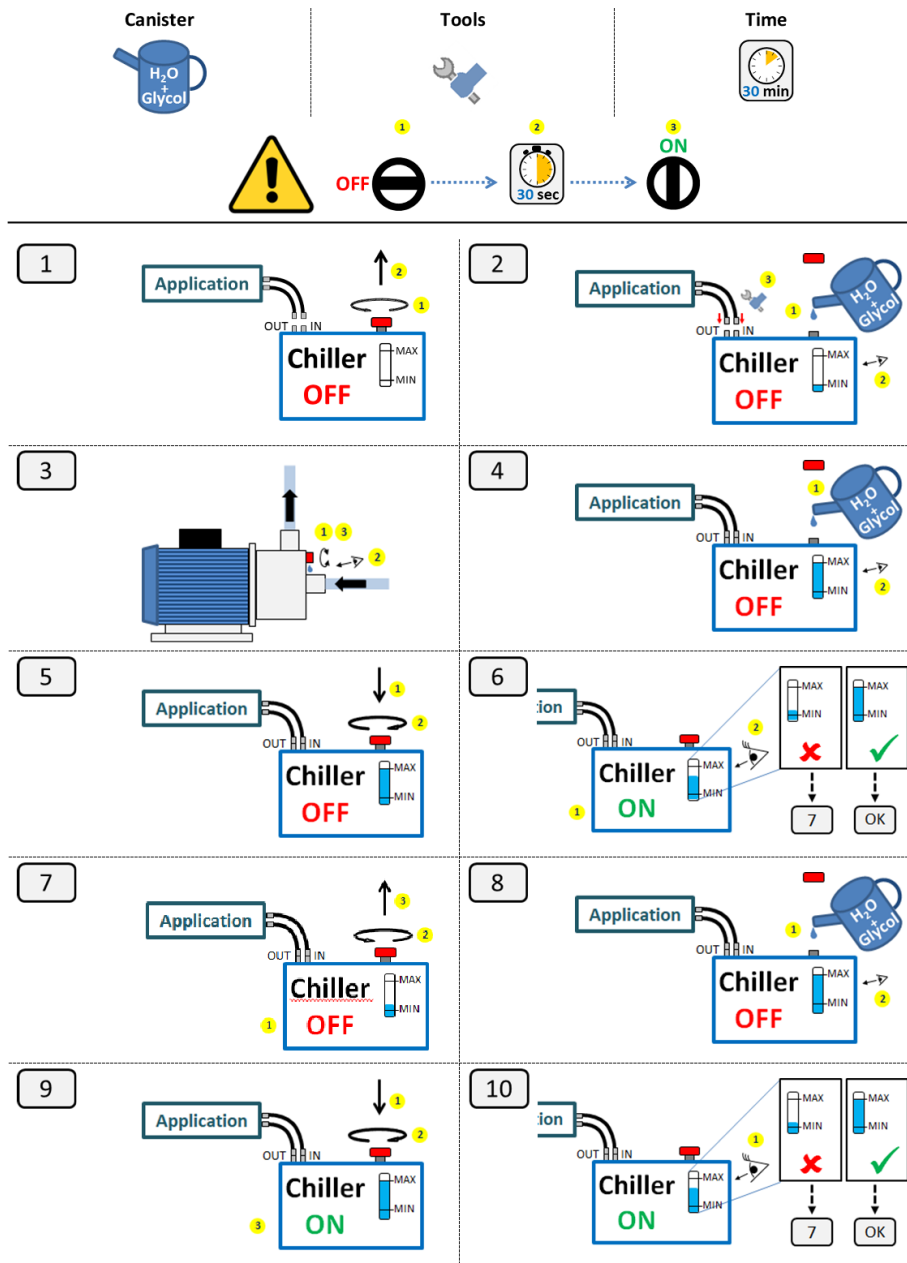 Canister
Tools
Time
H2O
+
Glycol
30 min
1
2
3
ON
OFF
30 sec
1
Application
2
1
OUT
IN
Chiller
OFF
MAX
MIN
2
Application
3
1
H2O
+
Glycol
OUT
IN
Chiller
OFF
MAX
MIN
2
3
1
3
2
4
Application
1
H2O
+
Glycol
OUT
IN
Chiller
OFF
MAX
MIN
2
5
Application
1
2
OUT
IN
Chiller
OFF
MAX
MIN
6
tion
2
OUT
IN
Chiller
ON
MAX
MIN
1
MAX
MIN
MAX
MIN
7
OK
7
Application
3
2
OUT
IN
Chiller
OFF
MAX
MIN
1
8
Application
1
H2O
+
Glycol
OUT
IN
Chiller
OFF
MAX
MIN
2
9
Application
1
2
OUT
IN
Chiller
ON
MAX
MIN
3
10
tion
1
OUT
IN
Chiller
ON
MAX
MIN
MAX
MIN
MAX
MIN
7
OK